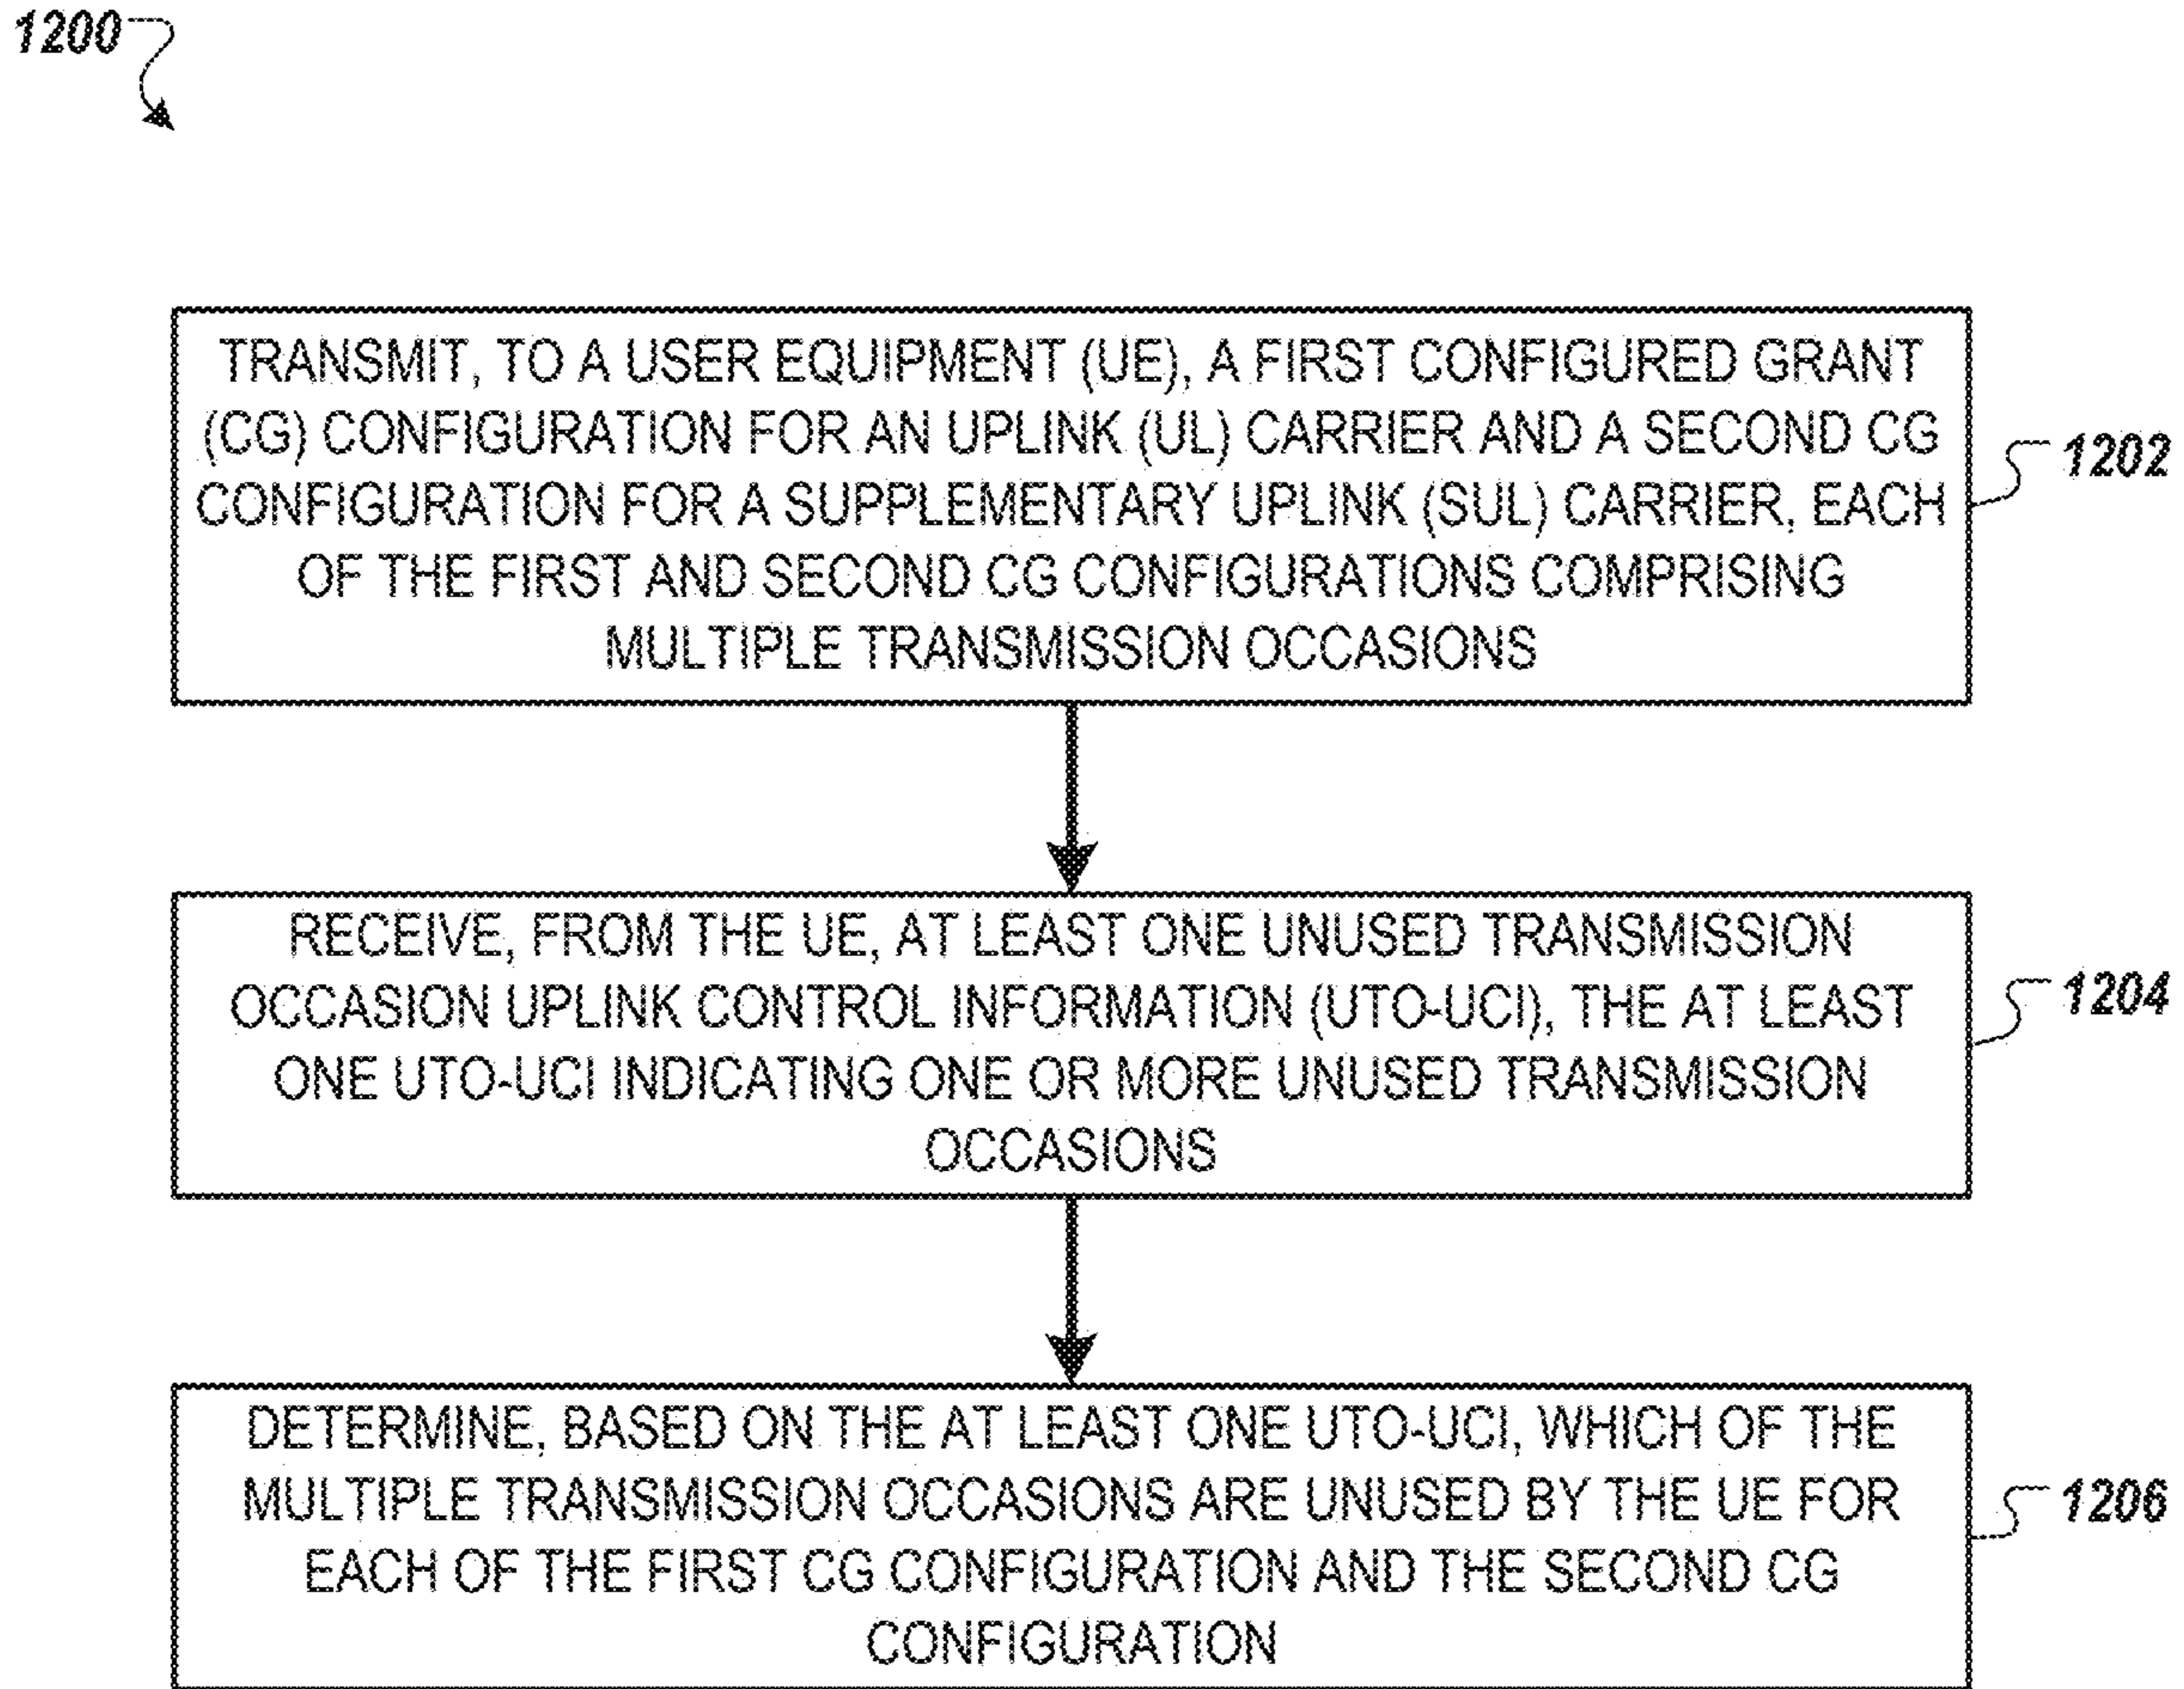 1200
TRANSMIT, TO A USER EQUIPMENT (UE), A FIRST CONFIGURED GRANT
(CG) CONFIGURATION FOR AN UPLINK (UL) CARRIER AND A SECOND CG
CONFIGURATION FOR A SUPPLEMENTARY UPLINK (SUL) CARRIER, EACH
OF THE FIRST AND SECOND CG CONFIGURATIONS COMPRISING
MULTIPLE TRANSMISSION OCCASIONS
1202
RECEIVE, FROM THE UE, AT LEAST ONE UNUSED TRANSMISSION
OCCASION UPLINK CONTROL INFORMATION (UTO-UCI), THE AT LEAST
ONE UTO-UCI INDICATING ONE OR MORE UNUSED TRANSMISSION
OCCASIONS
1204
DETERMINE, BASED ON THE AT LEAST ONE UTO-UCI, WHICH OF THE
MULTIPLE TRANSMISSION OCCASIONS ARE UNUSED BY THE UE FOR
EACH OF THE FIRST CG CONFIGURATION AND THE SECOND CG
CONFIGURATION
1206